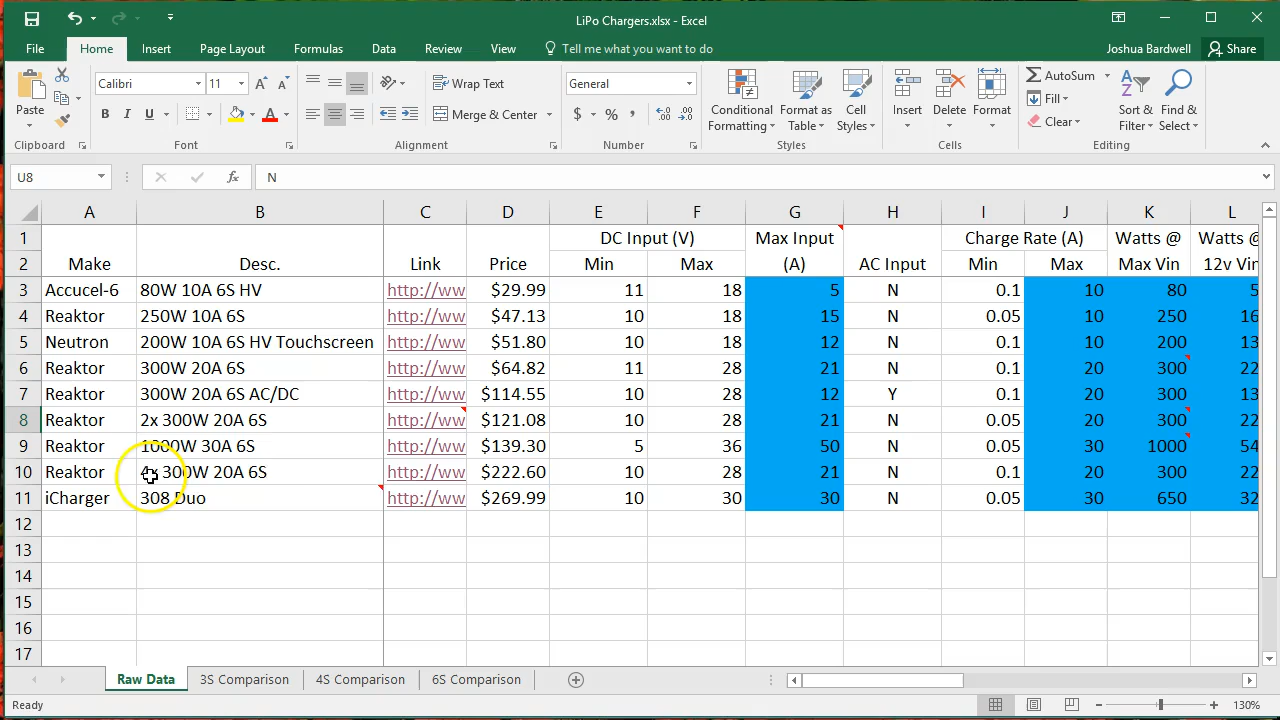 LiPo Chargers.xlsx - Excel
File Home Insert Page Layout Formulas Data Review View Tell me what you want to do Joshua Bardwell Share
Paste
Calibri 11
B I U
A A
Wrap Text
Merge & Center
General
$ % ,
Conditional Formatting
Format as Table
Cell Styles
Insert Delete Format
AutoSum
Fill
Clear
Sort & Filter
Find & Select
Clipboard Font Alignment Number Styles Cells Editing
U8 fx N
A B C D E F G H I J K L
1 DC Input (V) Max Input Charge Rate (A) Watts @ Watts @
2 Make Desc. Link Price Min Max (A) AC Input Min Max Max Vin 12v Vin
3 Accucel-6 80W 10A 6S HV http://ww $29.99 11 18 5 N 0.1 10 80 5
4 Reaktor 250W 10A 6S http://ww $47.13 10 18 15 N 0.05 10 250 16
5 Neutron 200W 10A 6S HV Touchscreen http://ww $51.80 10 18 12 N 0.1 10 200 13
6 Reaktor 300W 20A 6S http://ww $64.82 11 28 21 N 0.1 20 300 22
7 Reaktor 300W 20A 6S AC/DC http://ww $114.55 10 28 12 Y 0.1 20 300 13
8 Reaktor 2x 300W 20A 6S http://ww $121.08 10 28 21 N 0.05 20 300 22
9 Reaktor 1000W 30A 6S http://ww $139.30 5 36 50 N 0.05 30 1000 54
10 Reaktor 300W 20A 6S http://ww $222.60 10 28 21 N 0.1 20 300 22
11 iCharger 308 Duo http://ww $269.99 10 30 30 N 0.05 30 650 32
12
13
14
15
16
17
Raw Data 3S Comparison 4S Comparison 6S Comparison
Ready 130%